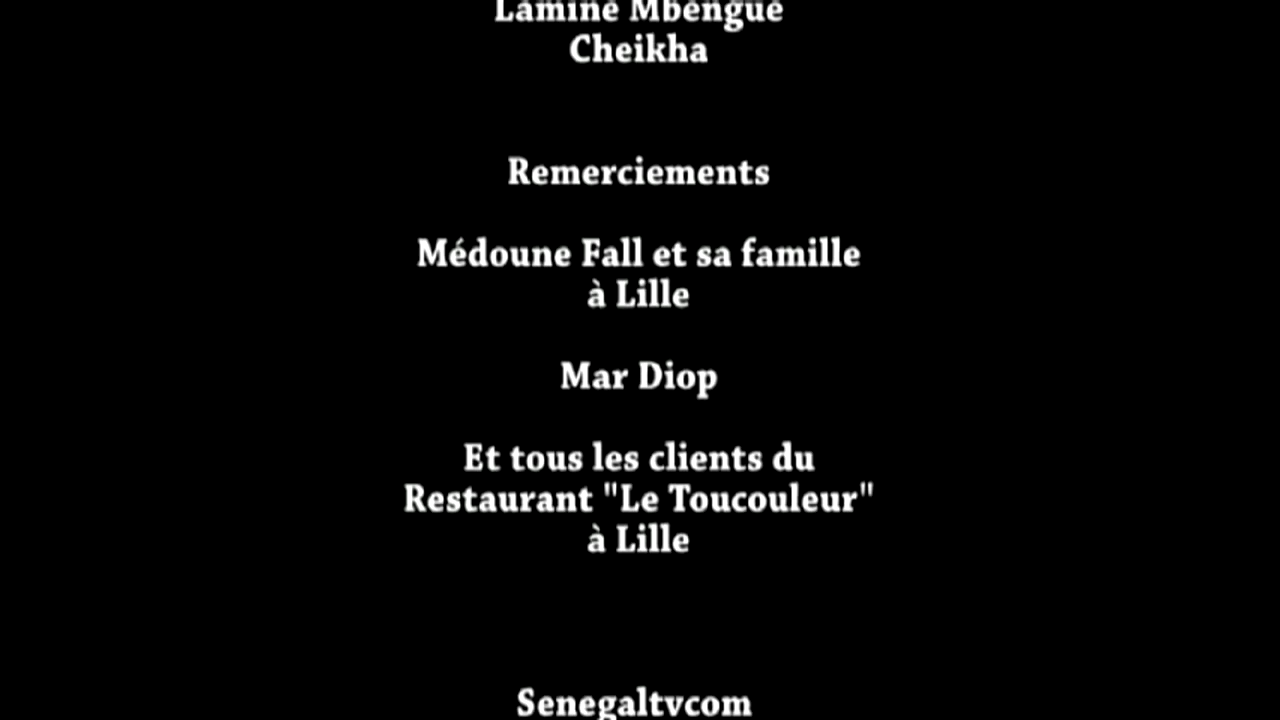 Lamine Mbengue
Cheikha
Remerciements
Médoune Fall et sa famille
à Lille
Mar Diop
Et tous les clients du
Restaurant "Le Toucouleur"
à Lille
Senegaltvcom